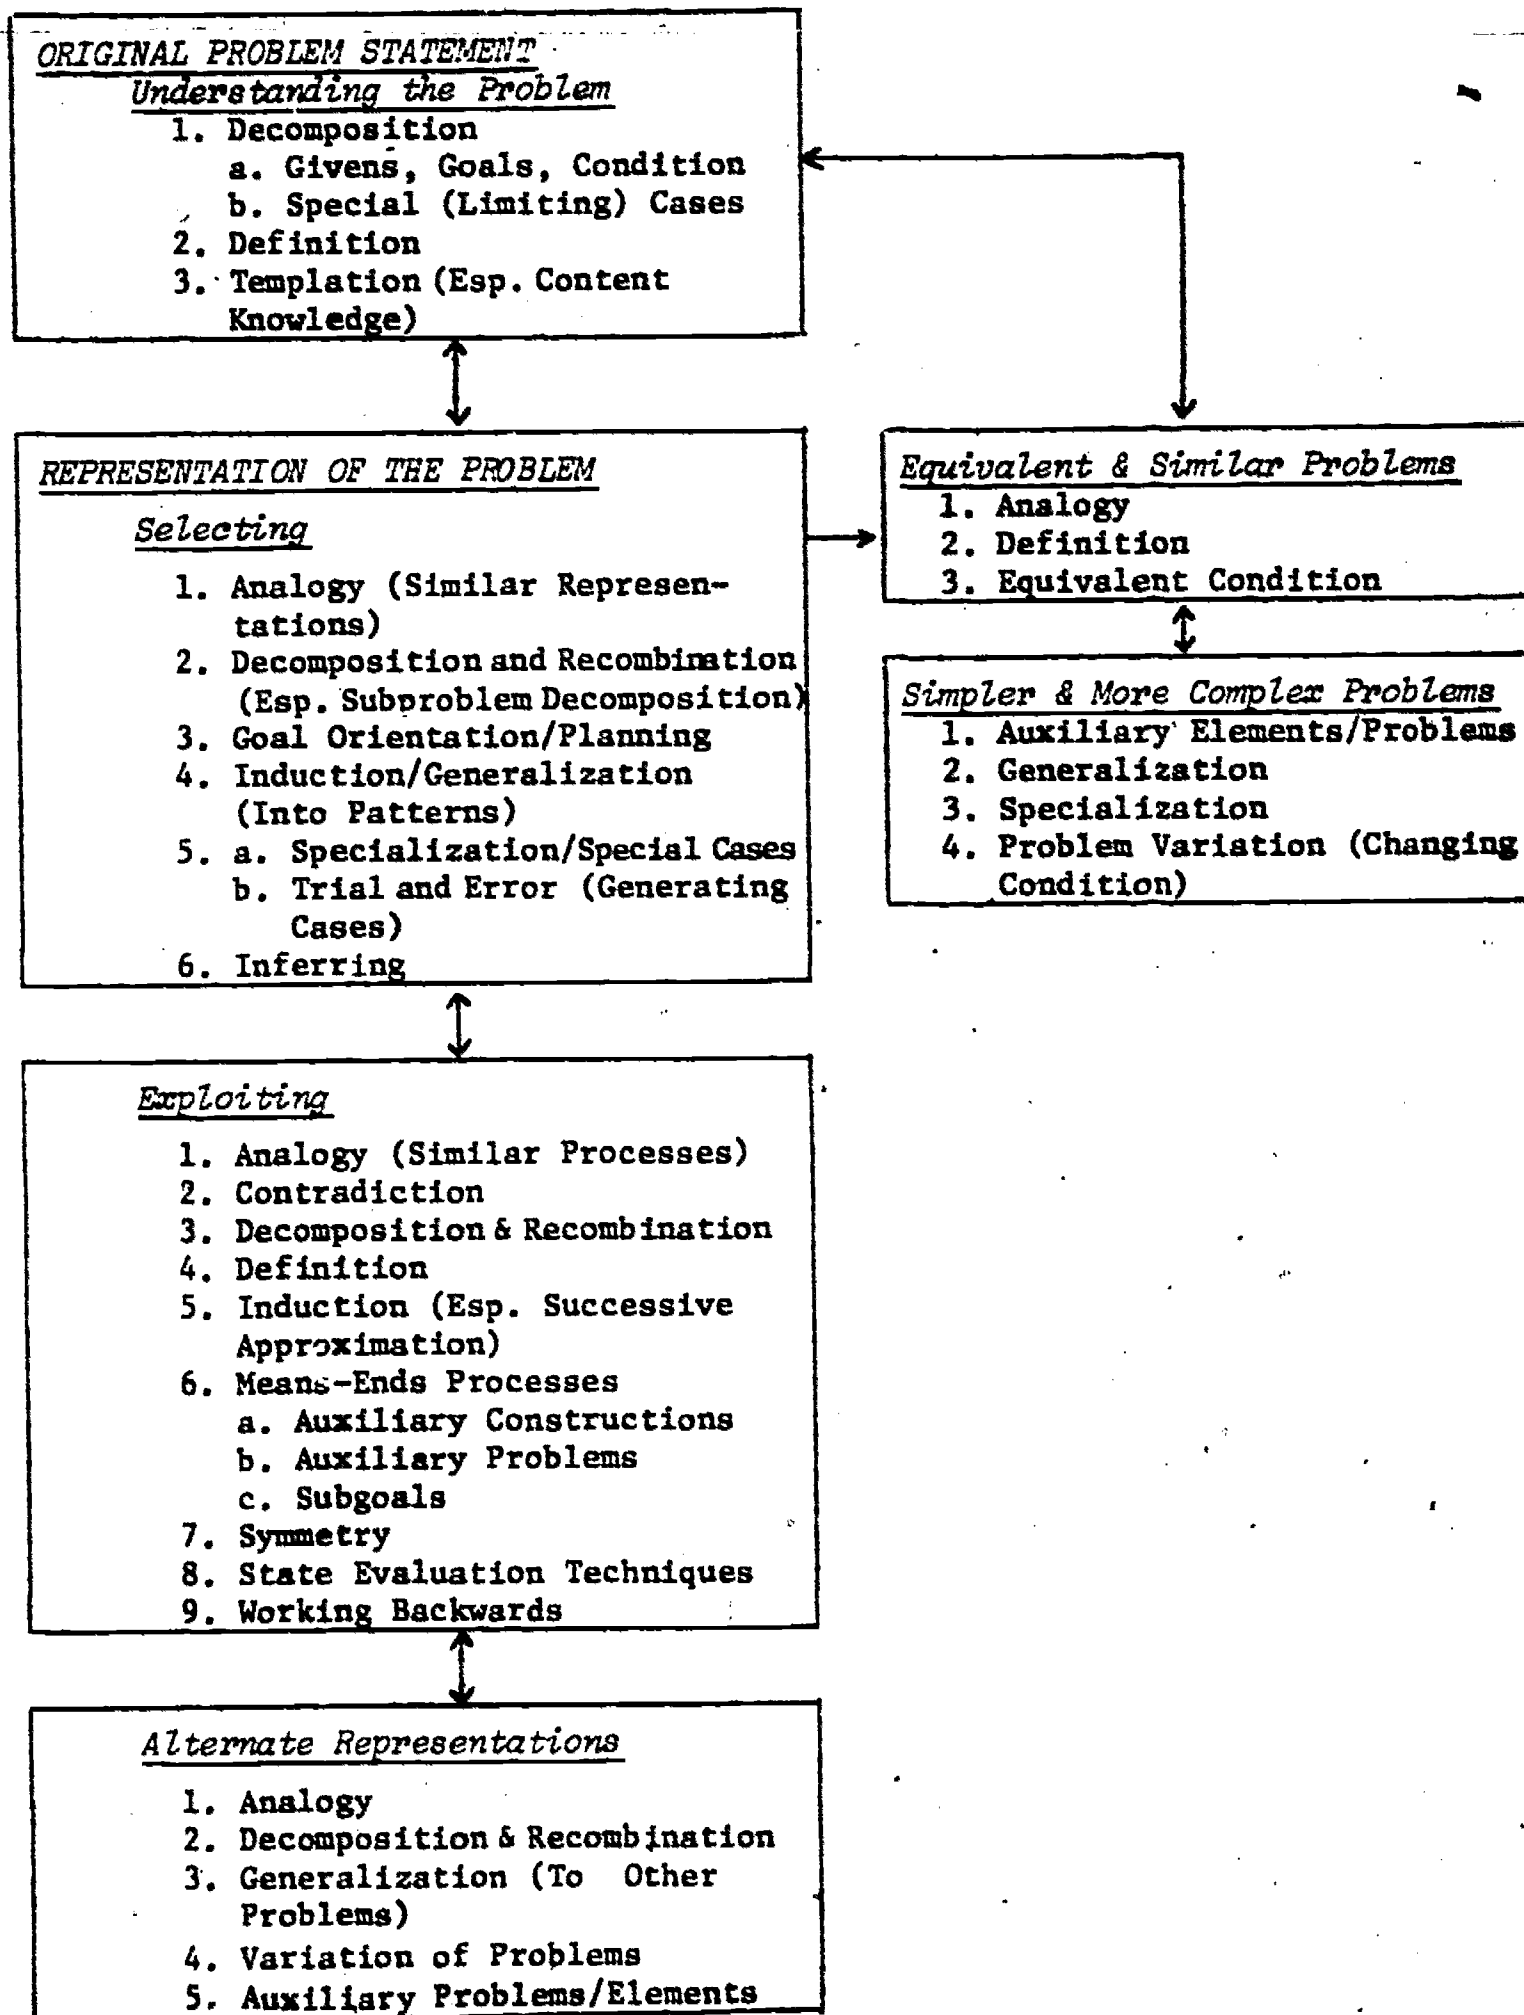 ORIGINAL PROBLEM STATEMENT
Understanding the Problem
1. Decomposition
a. Givens, Goals, Condition
b. Special (Limiting) Cases
2. Definition
3. Templation (Esp. Content
Knowledge)
REPRESENTATION OF THE PROBLEM
Selecting
1. Analogy (Similar Represen-
tations)
2. Decomposition and Recombination
(Esp. Subproblem Decomposition)
3. Goal Orientation/Planning
4. Induction/Generalization
(Into Patterns)
5. a. Specialization/Special Cases
b. Trial and Error (Generating
Cases)
6. Inferring
Equivalent & Similar Problems
1. Analogy
2. Definition
3. Equivalent Condition
Simpler & More Complex Problems
1. Auxiliary Elements/Problems
2. Generalization
3. Specialization
4. Problem Variation (Changing
Condition)
Exploiting
1. Analogy (Similar Processes)
2. Contradiction
3. Decomposition & Recombination
4. Definition
5. Induction (Esp. Successive
Approximation)
6. Means-Ends Processes
a. Auxiliary Constructions
b. Auxiliary Problems
c. Subgoals
7. Symmetry
8. State Evaluation Techniques
9. Working Backwards
Alternate Representations
1. Analogy
2. Decomposition & Recombination
3. Generalization (To Other
Problems)
4. Variation of Problems
5. Auxiliary Problems/Elements